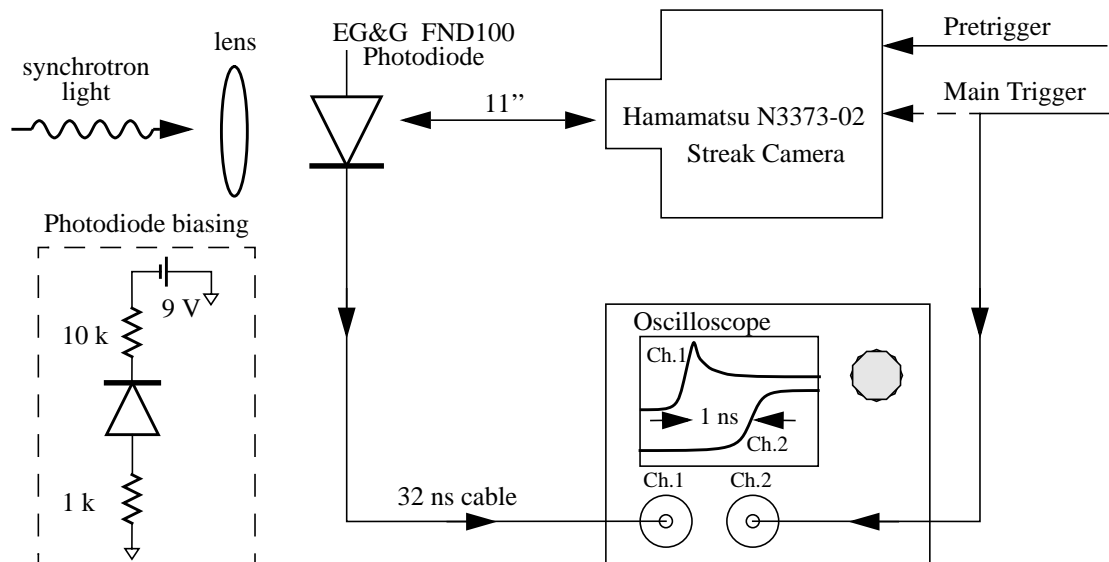 synchrotron
light
lens
EG&G FND100
Photodiode
11’’
Hamamatsu N3373-02
Streak Camera
Pretrigger
Main Trigger
Photodiode biasing
9 V
10 k
1 k
32 ns cable
Oscilloscope
Ch.1
1 ns
Ch.2
Ch.1
Ch.2